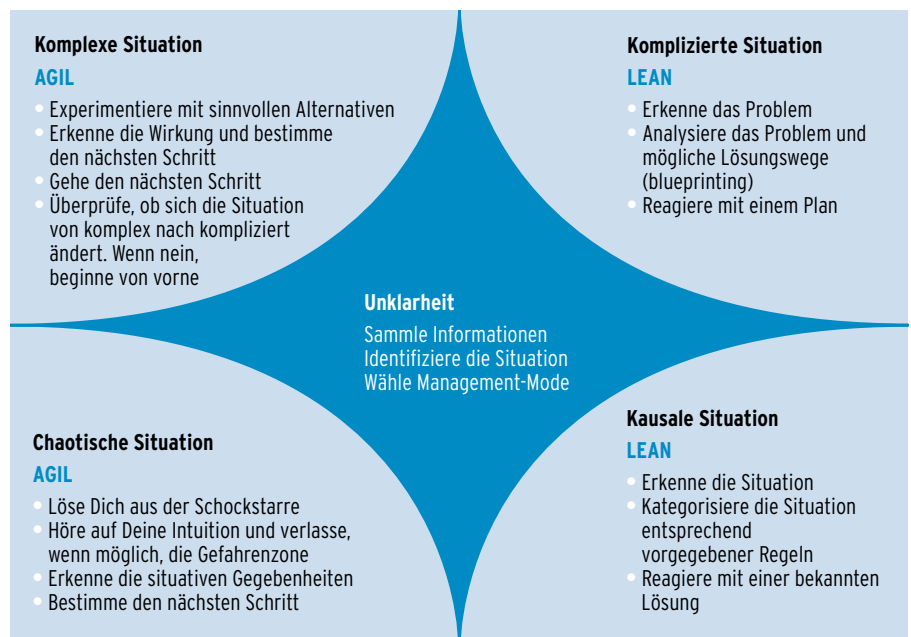 Komplexe Situation
AGIL
• Experimentiere mit sinnvollen Alternativen
• Erkenne die Wirkung und bestimme
den nächsten Schritt
• Gehe den nächsten Schritt
• Überprüfe, ob sich die Situation
von komplex nach kompliziert
ändert. Wenn nein,
beginne von vorne
Komplizierte Situation
LEAN
• Erkenne das Problem
• Analysiere das Problem und
mögliche Lösungswege
(blueprinting)
• Reagiere mit einem Plan
Unklarheit
Sammle Informationen
Identifiziere die Situation
Wähle Management-Mode
Chaotische Situation
AGIL
• Löse Dich aus der Schockstarre
• Höre auf Deine Intuition und verlasse,
wenn möglich, die Gefahrenzone
• Erkenne die situativen Gegebenheiten
• Bestimme den nächsten Schritt
Kausale Situation
LEAN
• Erkenne die Situation
• Kategorisiere die Situation
entsprechend
vorgegebener Regeln
• Reagiere mit einer bekannten
Lösung